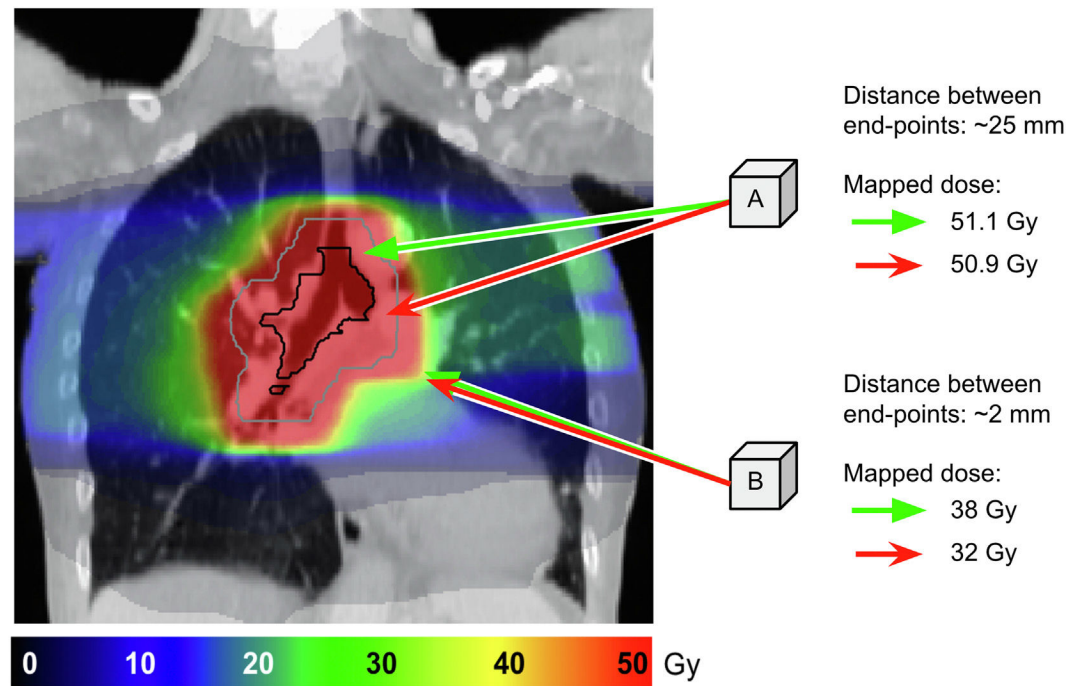 Distance between
end-points: ~25 mm
A
Mapped dose:
51.1 Gy
50.9 Gy
Distance between
end-points: ~2 mm
B
Mapped dose:
38 Gy
32 Gy
0 10 20 30 40 50 Gy